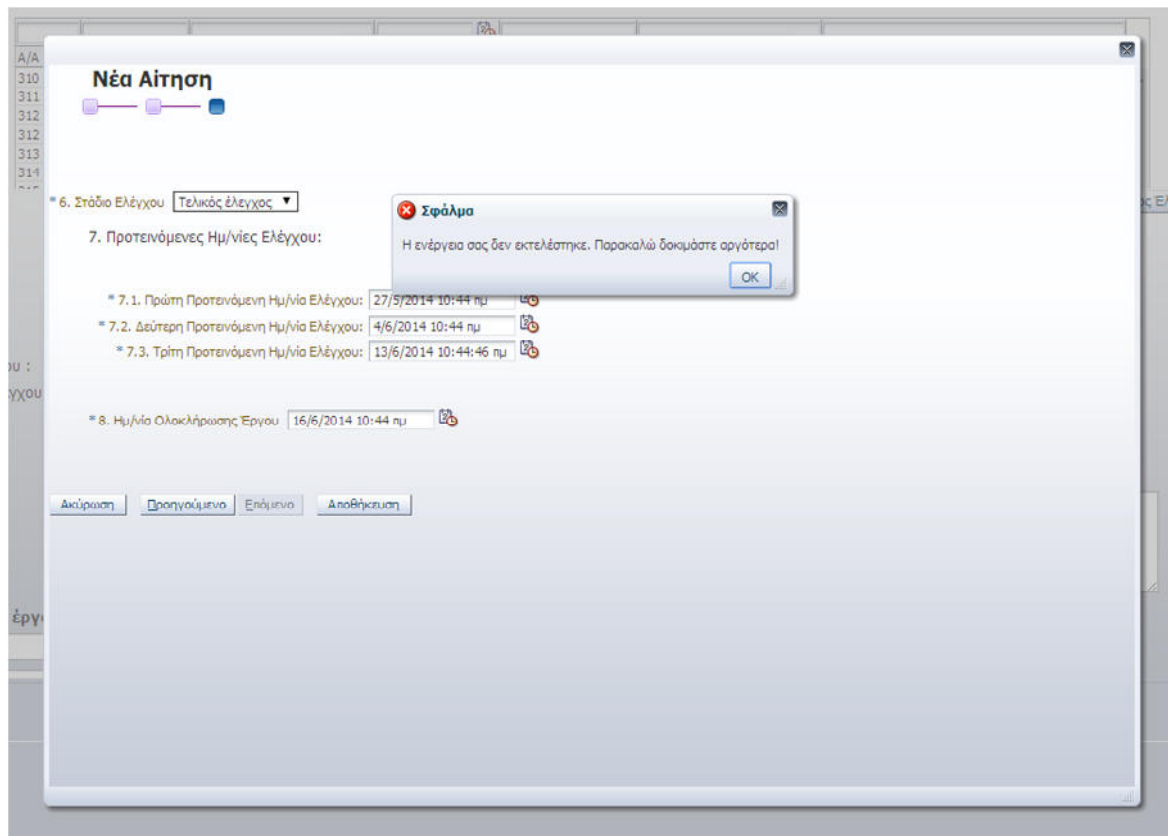 Α/Α
310
311
312
312
313
314
Νέα Αίτηση
* 6. Στάδιο Ελέγχου Τελικός έλεγχος
7. Προτεινόμενες Ημ/νίες Ελέγχου:
Σφάλμα
Η ενέργεια σας δεν εκτελέστηκε. Παρακαλώ δοκιμάστε αργότερα!
OK
* 7.1. Πρώτη Προτεινόμενη Ημ/νία Ελέγχου: 27/5/2014 10:44 πμ
* 7.2. Δεύτερη Προτεινόμενη Ημ/νία Ελέγχου: 4/6/2014 10:44 πμ
* 7.3. Τρίτη Προτεινόμενη Ημ/νία Ελέγχου: 13/6/2014 10:44:46 πμ
* 8. Ημ/νία Ολοκλήρωσης Έργου 16/6/2014 10:44 πμ
Ακύρωση Προηγούμενο Επόμενο Αποθήκευση